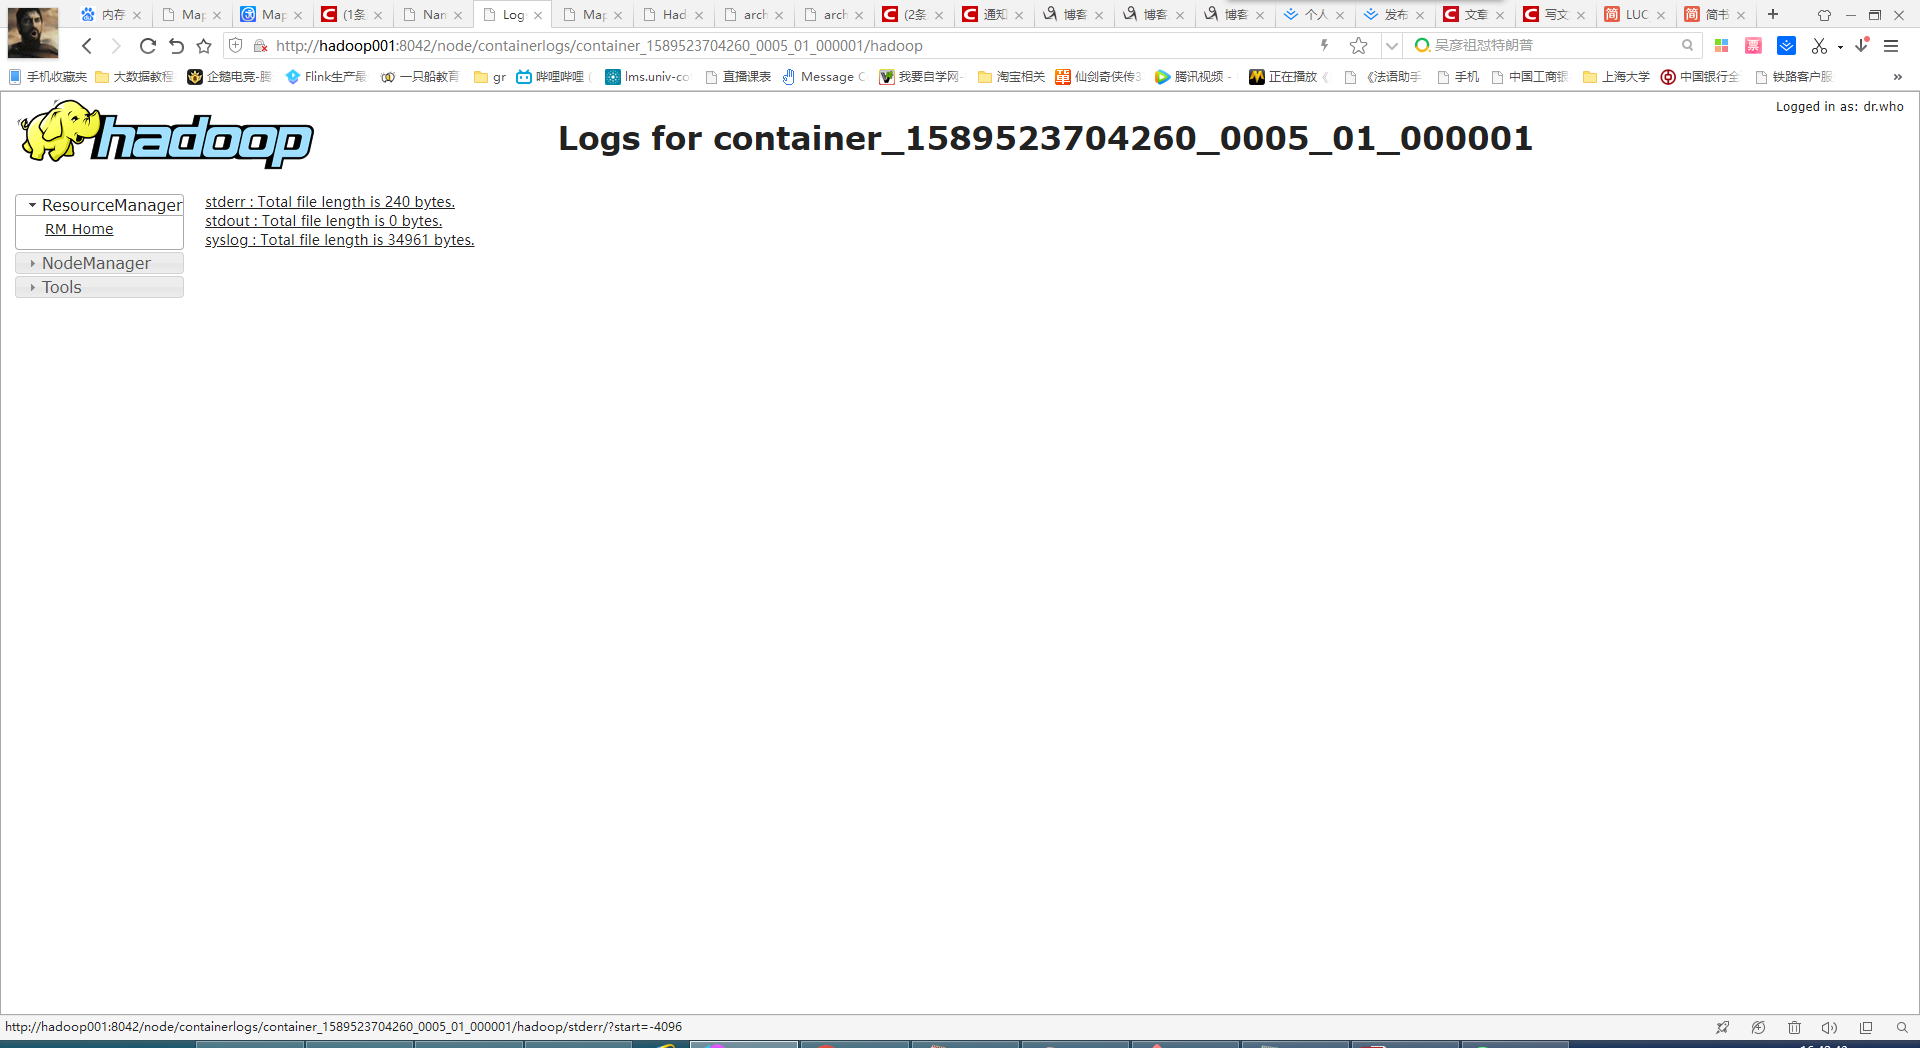 内存
Map
Map
(1条
Nan
Log
Map
Had
arch
arch
(2条
通知
博客
博客
博客
个人
发布
文章
写文
简 LUC
简 简书
http://hadoop001:8042/node/containerlogs/container_1589523704260_0005_01_000001/hadoop
吴彦祖怼特朗普
票
手机收藏夹
大数据教程
企鹅电竞-腾
Flink生产最
一只船教育
gr
哔哩哔哩 (
lms.univ-co
直播课表
Message C
我要自学网-
淘宝相关
仙剑奇侠传3
腾讯视频 -
正在播放《
《法语助手
手机
中国工商银
上海大学
中国银行全
铁路客户服
»
Logged in as: dr.who
hadoop
Logs for container_1589523704260_0005_01_000001
ResourceManager
RM Home
NodeManager
Tools
stderr : Total file length is 240 bytes.
stdout : Total file length is 0 bytes.
syslog : Total file length is 34961 bytes.
http://hadoop001:8042/node/containerlogs/container_1589523704260_0005_01_000001/hadoop/stderr/?start=-4096